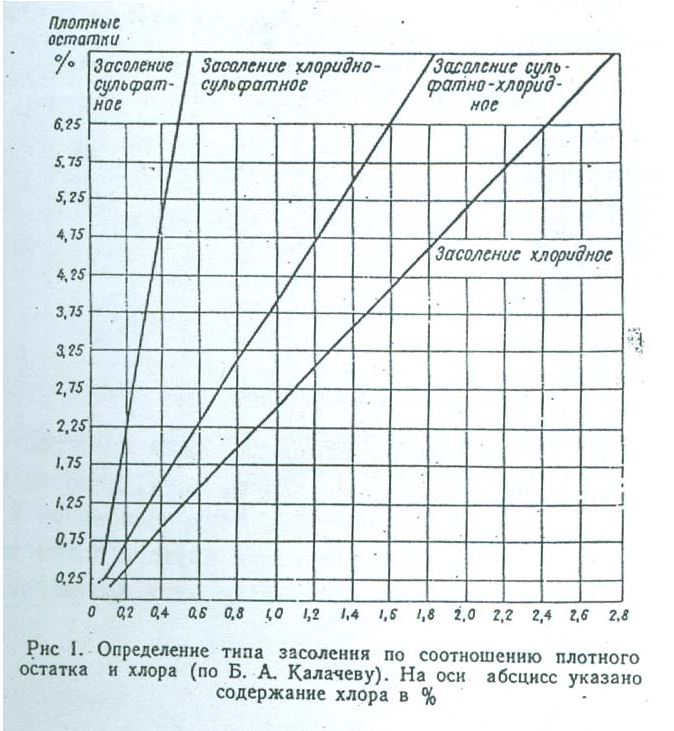 Плотные
остатки
%
Засоление
сульфат-
ное
Засоление хлоридно-
сульфатное
Засоление суль-
фатно-хлорид-
ное
6,25
5.75
5,25
4,75
4,25
3,75
3,25
2,75
2,25
1,75
1,25
0,75
0,25
Засоление хлоридное
0 0,2 0,4 0,6 0,8 1,0 1,2 1,4 1,6 1,8 2,0 2,2 2,4 2,6 2,8
Рис 1. Определение типа засолення по соотношению плотного
остатка и хлора (по Б. А. Калачеву). На оси абсцисс указано
содержание хлора в %